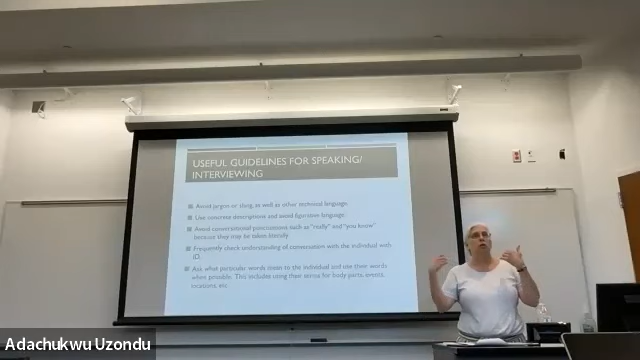 USEFUL GUIDELINES FOR SPEAKING/
INTERVIEWING
Avoid jargon or slang, as well as other technical language.
Use concrete descriptions and avoid figurative language.
Avoid conversational punctuations such as "really" and "you know"
because they may be taken literally.
Frequently check understanding of conversation with the individual with
ID.
Ask what particular words mean to the individual and use their words
when possible. This includes using their terms for body parts, events,
locations, etc.
Adachukwu Uzondu